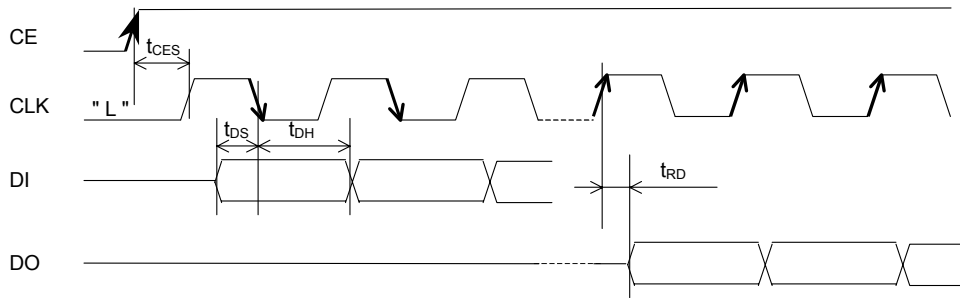 CE
tCES
CLK
" L "
tDS
tDH
DI
tRD
DO